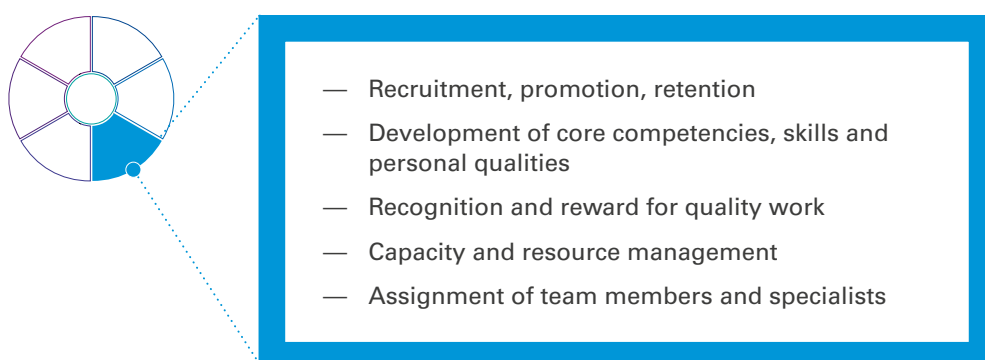 — Recruitment, promotion, retention
— Development of core competencies, skills and
personal qualities
— Recognition and reward for quality work
— Capacity and resource management
— Assignment of team members and specialists